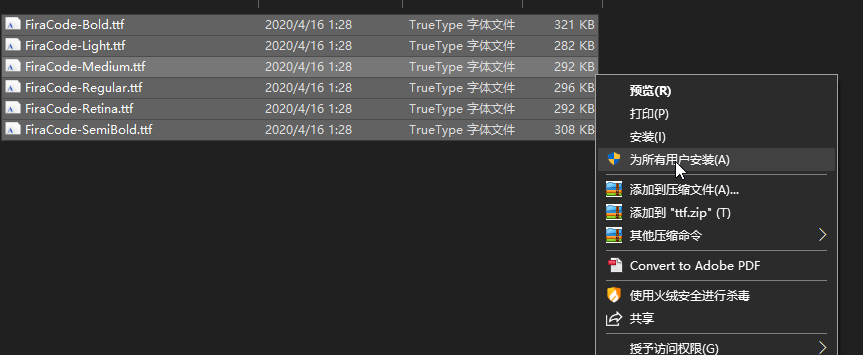 FiraCode-Bold.ttf 2020/4/16 1:28 TrueType 字体文件 321 KB
FiraCode-Light.ttf 2020/4/16 1:28 TrueType 字体文件 282 KB
FiraCode-Medium.ttf 2020/4/16 1:28 TrueType 字体文件 292 KB
FiraCode-Regular.ttf 2020/4/16 1:28 TrueType 字体文件 296 KB
FiraCode-Retina.ttf 2020/4/16 1:28 TrueType 字体文件 292 KB
FiraCode-SemiBold.ttf 2020/4/16 1:28 TrueType 字体文件 308 KB
预览(R)
打印(P)
安装(I)
为所有用户安装(A)
添加到压缩文件(A)...
添加到 "ttf.zip" (T)
其他压缩命令
Convert to Adobe PDF
使用火绒安全进行杀毒
共享
授予访问权限(G)